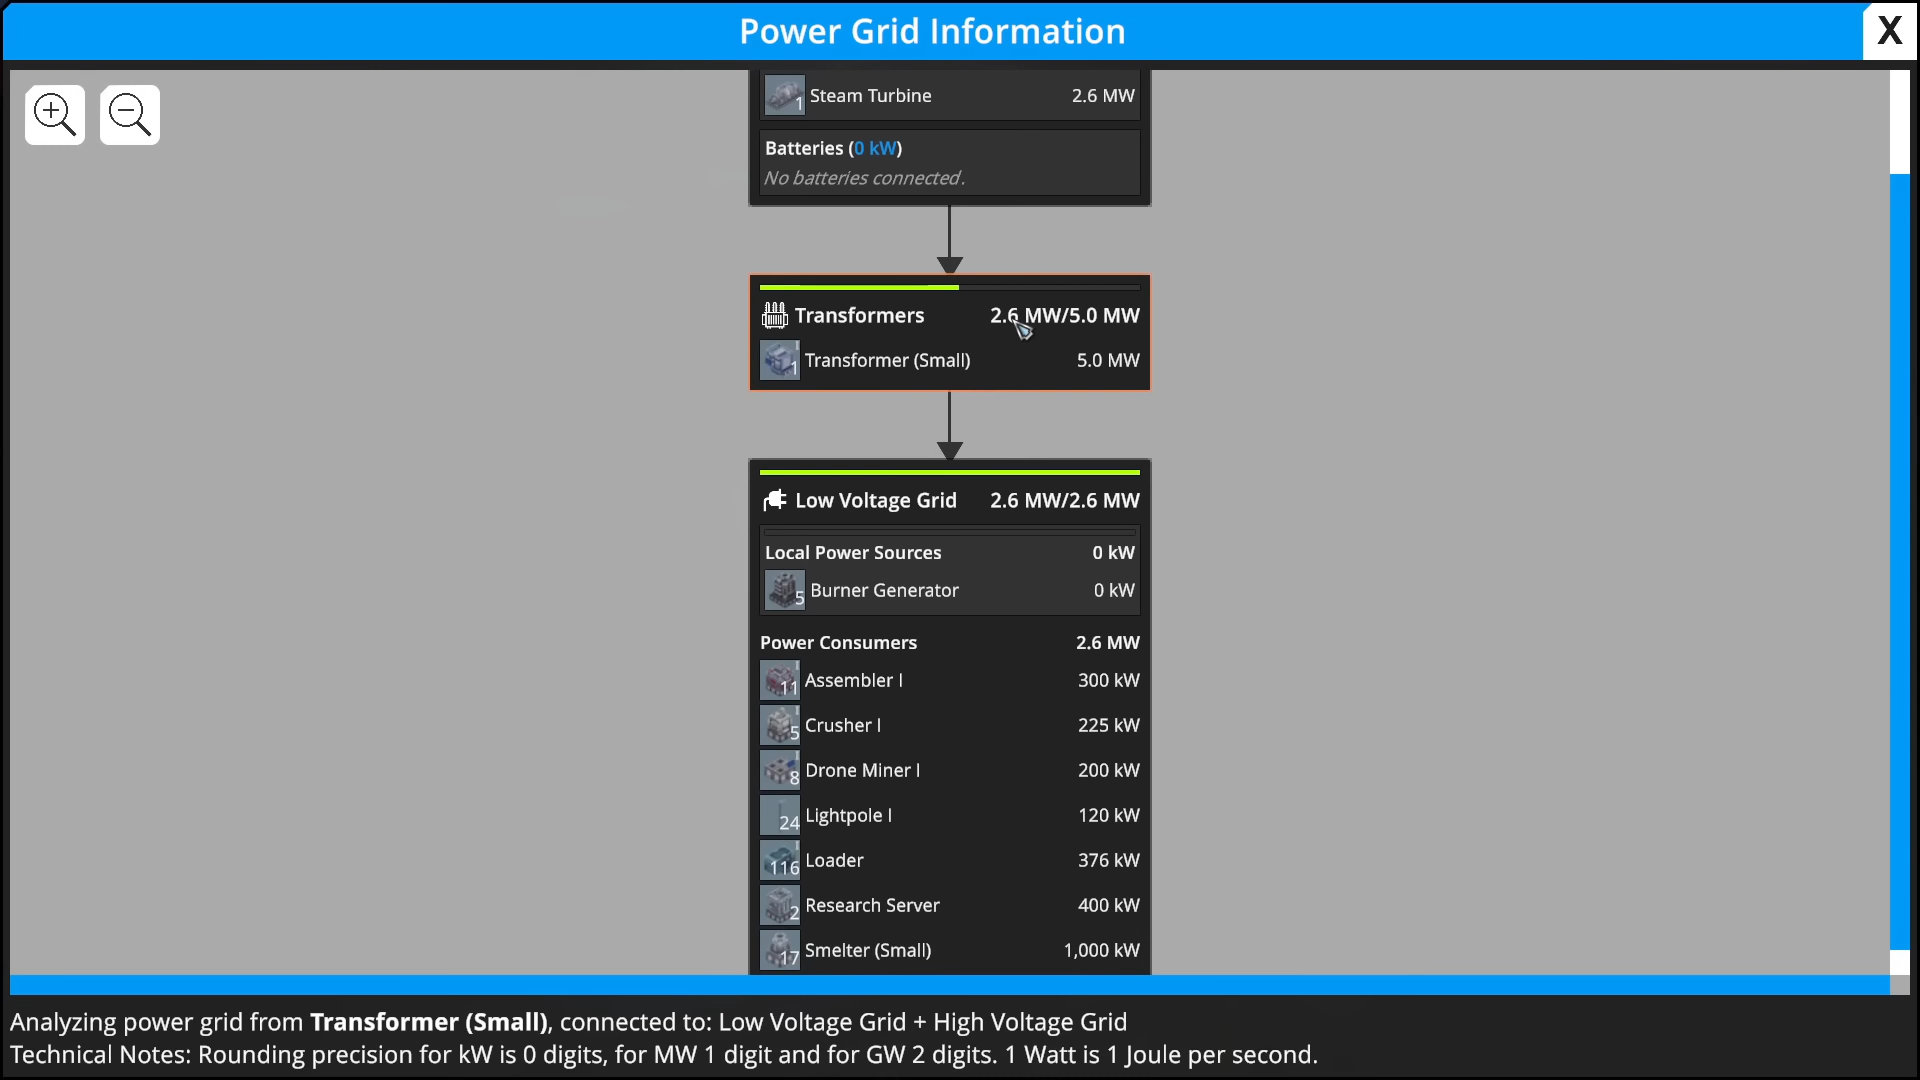 Power Grid Information
X
1
Steam Turbine 2.6 MW
Batteries (0 kW)
No batteries connected.
Transformers 2.6 MW/5.0 MW
1
Transformer (Small) 5.0 MW
Low Voltage Grid 2.6 MW/2.6 MW
Local Power Sources 0 kW
5
Burner Generator 0 kW
Power Consumers 2.6 MW
11
Assembler I 300 kW
5
Crusher I 225 kW
8
Drone Miner I 200 kW
24
Lightpole I 120 kW
116
Loader 376 kW
2
Research Server 400 kW
17
Smelter (Small) 1,000 kW
Analyzing power grid from Transformer (Small), connected to: Low Voltage Grid + High Voltage Grid
Technical Notes: Rounding precision for kW is 0 digits, for MW 1 digit and for GW 2 digits. 1 Watt is 1 Joule per second.